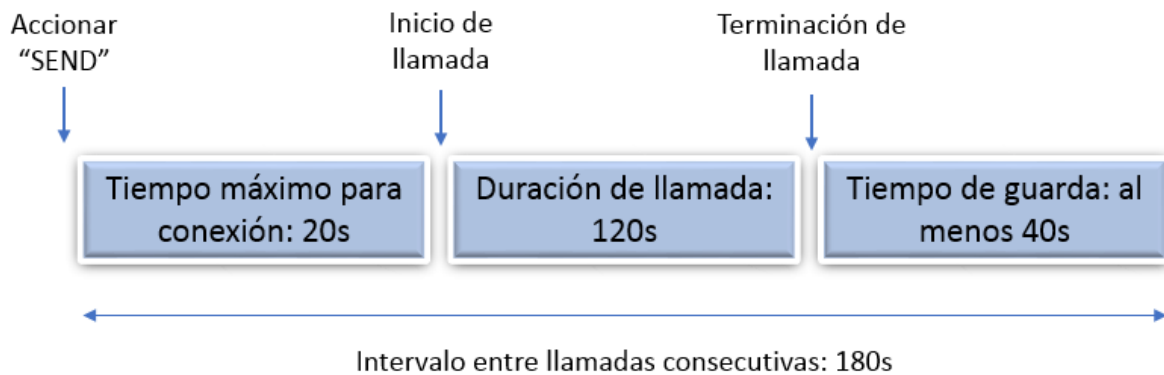 Accionar
“SEND”
Inicio de
llamada
Terminación de
llamada
Tiempo máximo para
conexión: 20s
Duración de llamada:
120s
Tiempo de guarda: al
menos 40s
Intervalo entre llamadas consecutivas: 180s